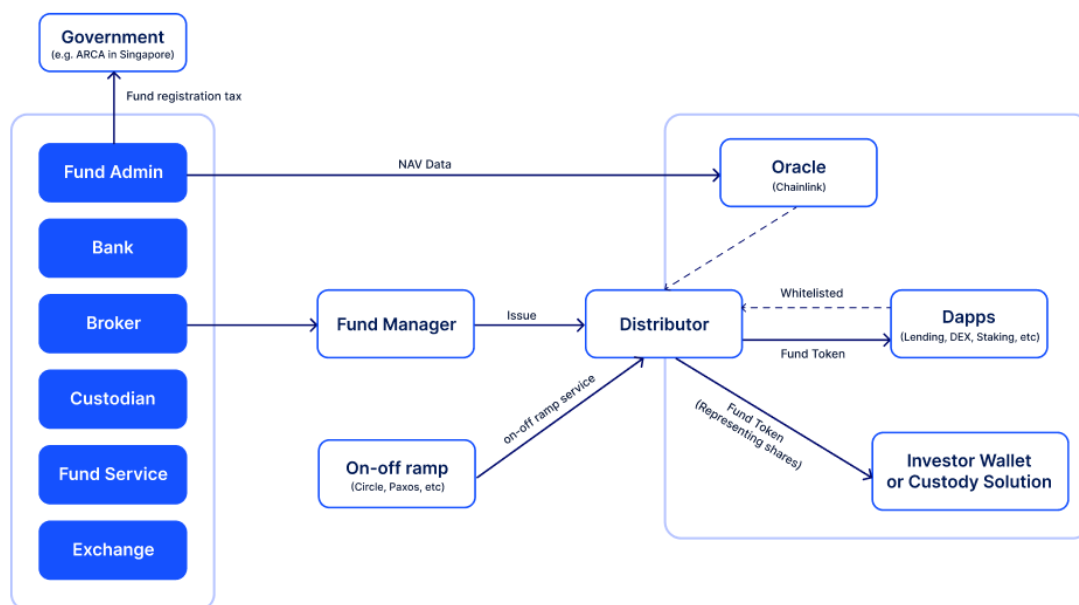 Government
(e.g. ARCA in Singapore)
Fund registration tax
Fund Admin
NAV Data
Oracle
(Chainlink)
Bank
Broker
Fund Manager
Issue
Distributor
Whitelisted
Fund Token
Dapps
(Lending, DEX, Staking, etc)
Custodian
on-off ramp service
Fund Token
(Representing shares)
On-off ramp
(Circle, Paxos, etc)
Investor Wallet
or Custody Solution
Fund Service
Exchange